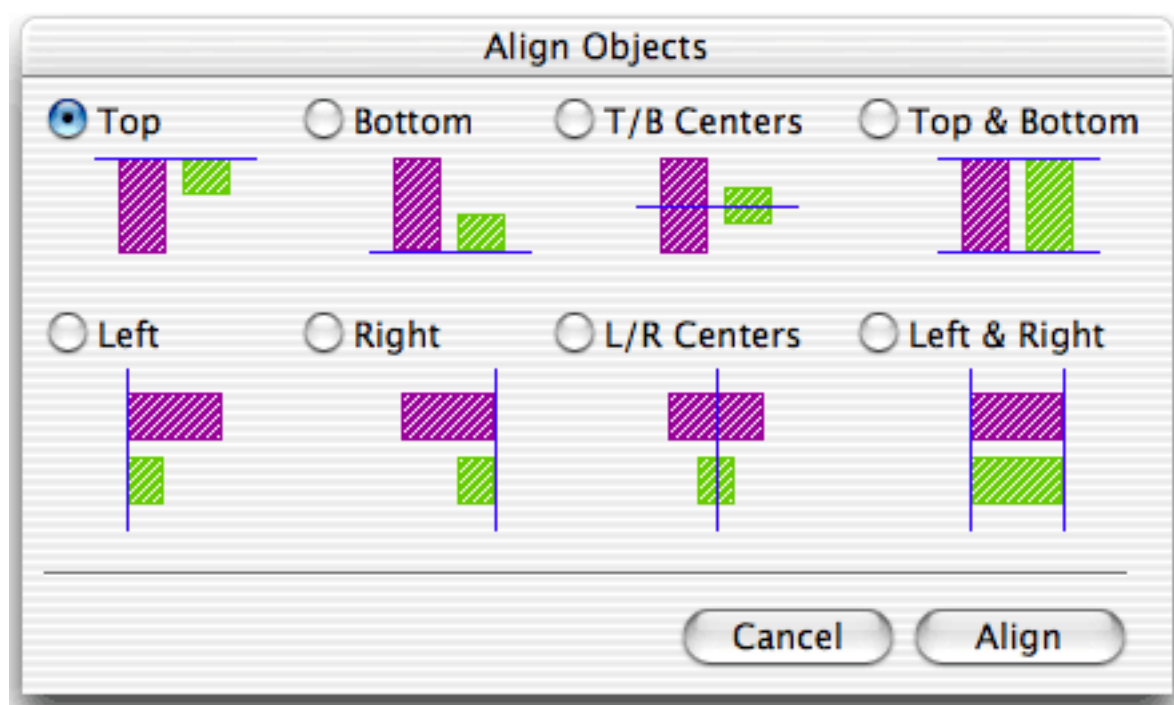 Align Objects
Top
Bottom
T/B Centers
Top & Bottom
Left
Right
L/R Centers
Left & Right
Cancel
Align